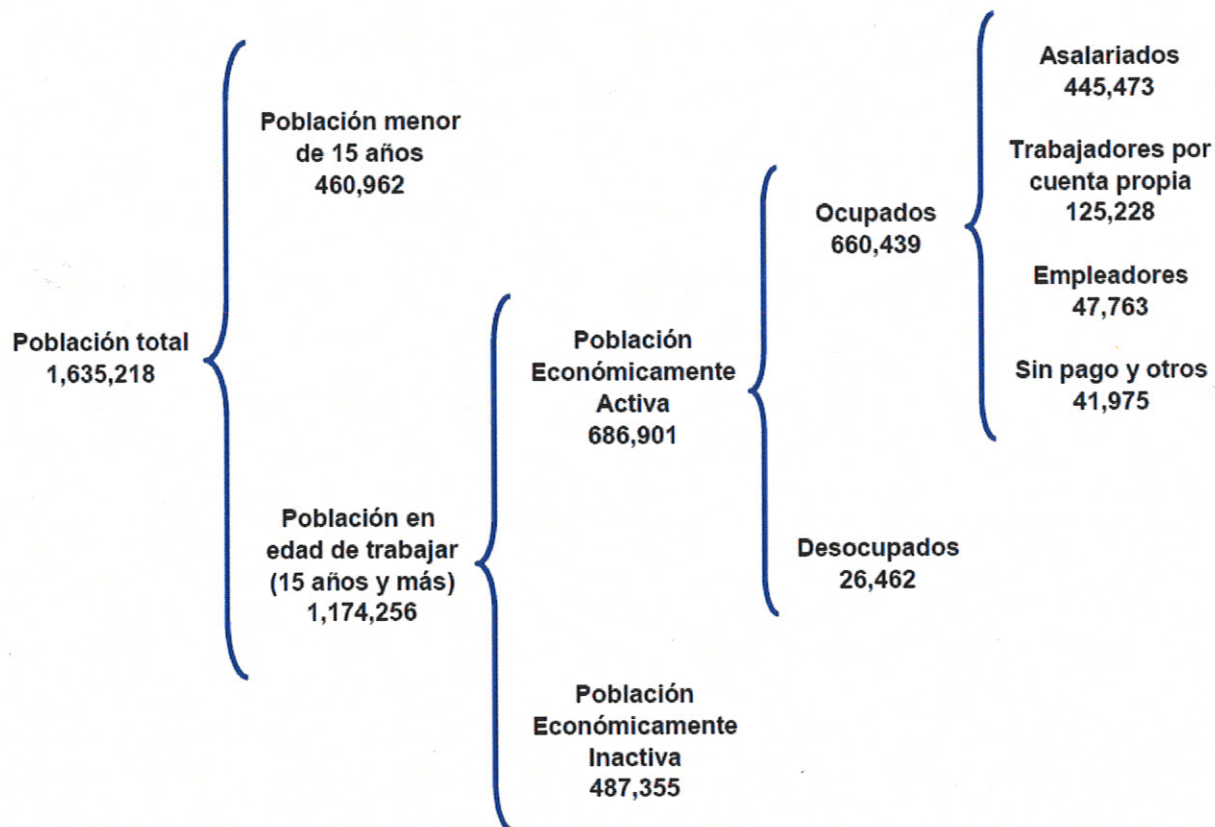 Población total
1,635,218
Población menor
de 15 años
460,962
Población en
edad de trabajar
(15 años y más)
1,174,256
Población
Económicamente
Activa
686,901
Población
Económicamente
Inactiva
487,355
Ocupados
660,439
Desocupados
26,462
Asalariados
445,473
Trabajadores por
cuenta propia
125,228
Empleadores
47,763
Sin pago y otros
41,975